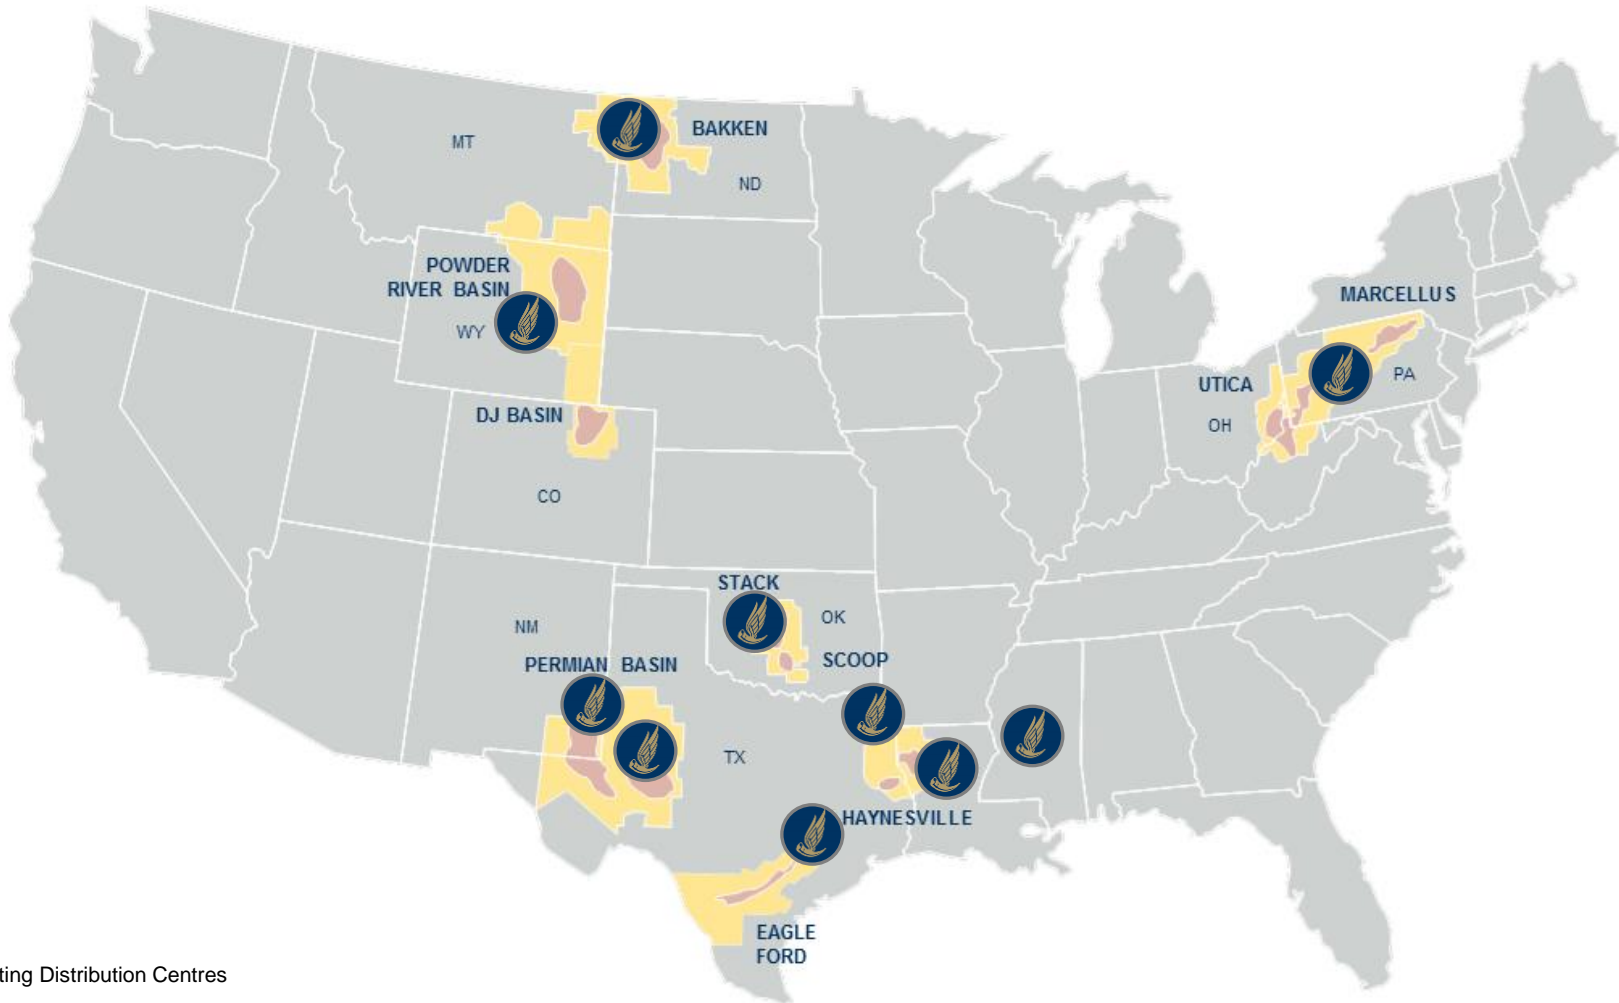 BAKKEN
MT
ND
POWDER
RIVER BASIN
WY
MARCELLUS
UTICA
PA
OH
DJ BASIN
CO
STACK
OK
NM
SCOOP
PERMIAN BASIN
TX
HAYNESVILLE
EAGLE
FORD
ting Distribution Centres